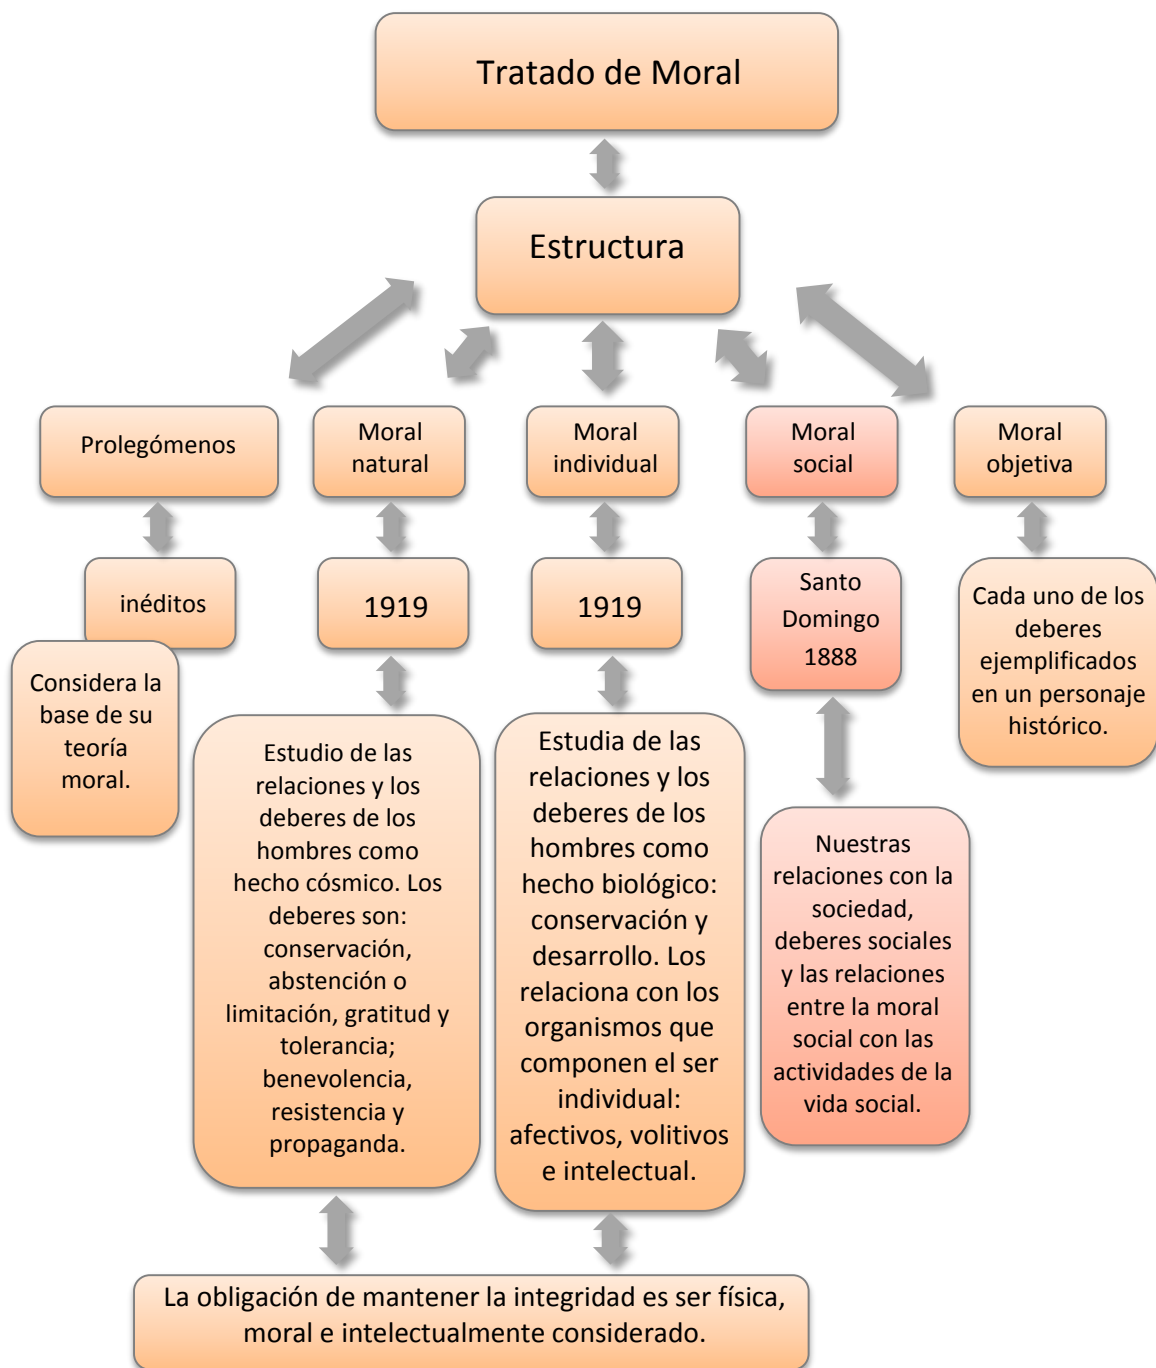 Tratado de Moral
Estructura
Prolegómenos
Moral
natural
Moral
individual
Moral
social
Moral
objetiva
inéditos
1919
1919
Santo
Domingo
1888
Cada uno de los
deberes
ejemplificados
en un personaje
histórico.
Considera la
base de su
teoría
moral.
Estudio de las
relaciones y los
deberes de los
hombres como
hecho cósmico. Los
deberes son:
conservación,
abstención o
limitación, gratitud y
tolerancia;
benevolencia,
resistencia y
propaganda.
Estudia de las
relaciones y los
deberes de los
hombres como
hecho biológico:
conservación y
desarrollo. Los
relaciona con los
organismos que
componen el ser
individual:
afectivos, volitivos
e intelectual.
Nuestras
relaciones con la
sociedad,
deberes sociales
y las relaciones
entre la moral
social con las
actividades de la
vida social.
La obligación de mantener la integridad es ser física,
moral e intelectualmente considerado.